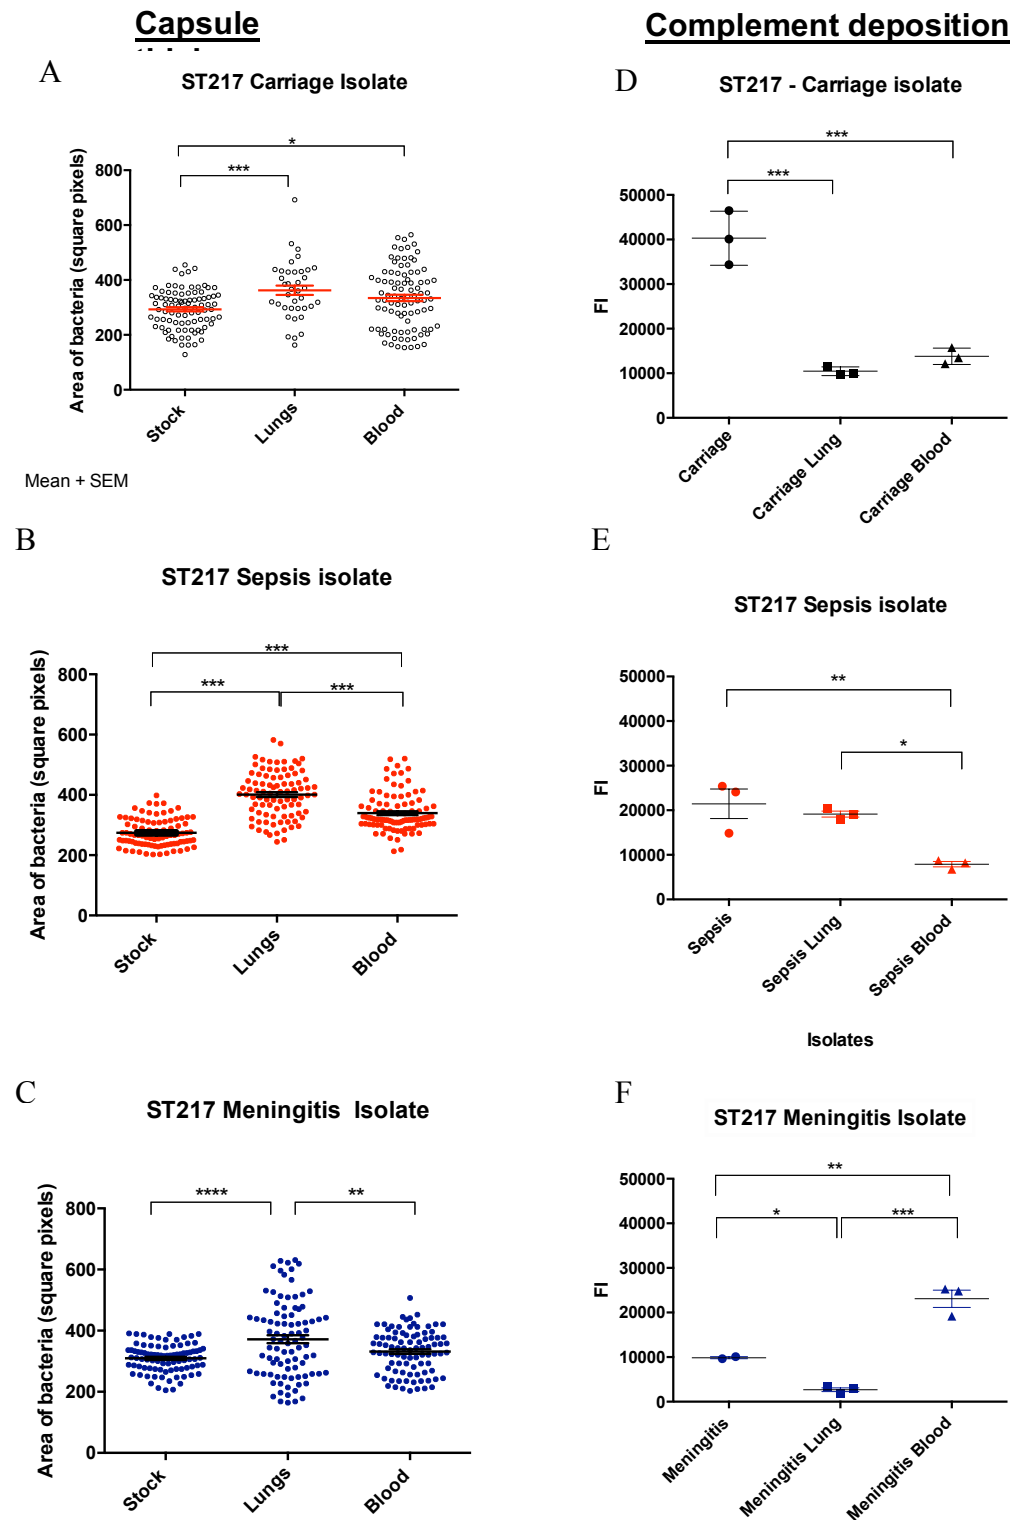 Capsule
Complement deposition
A
ST217 Carriage Isolate
*
***
Area of bacteria (square pixels)
800
600
400
200
0
Stock
Lungs
Blood
Mean + SEM
D
ST217 - Carriage isolate
***
***
FI
50000
40000
30000
20000
10000
0
Carriage
Carriage Lung
Carriage Blood
B
ST217 Sepsis isolate
***
***
***
Area of bacteria (square pixels)
800
600
400
200
0
Stock
Lungs
Blood
E
ST217 Sepsis isolate
**
*
FI
50000
40000
30000
20000
10000
0
Sepsis
Sepsis Lung
Sepsis Blood
Isolates
C
ST217 Meningitis Isolate
****
**
Area of bacteria (square pixels)
800
600
400
200
0
Stock
Lungs
Blood
F
ST217 Meningitis Isolate
**
*
***
FI
50000
40000
30000
20000
10000
0
Meningitis
Meningitis Lung
Meningitis Blood